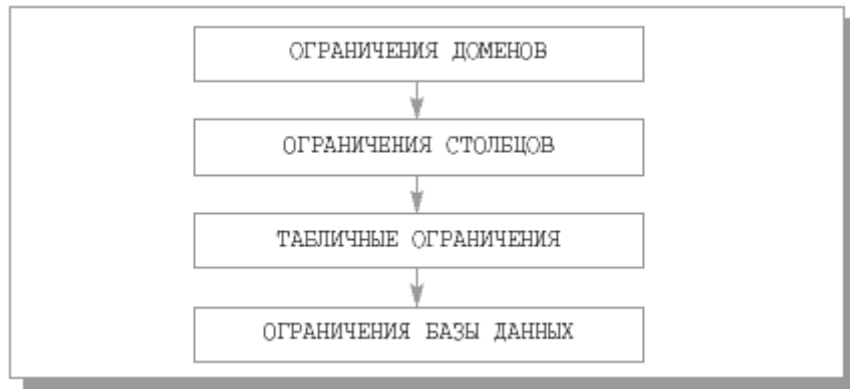 ОГРАНИЧЕНИЯ ДОМЕНОВ
ОГРАНИЧЕНИЯ СТОЛБЦОВ
ТАБЛИЧНЫЕ ОГРАНИЧЕНИЯ
ОГРАНИЧЕНИЯ БАЗЫ ДАННЫХ